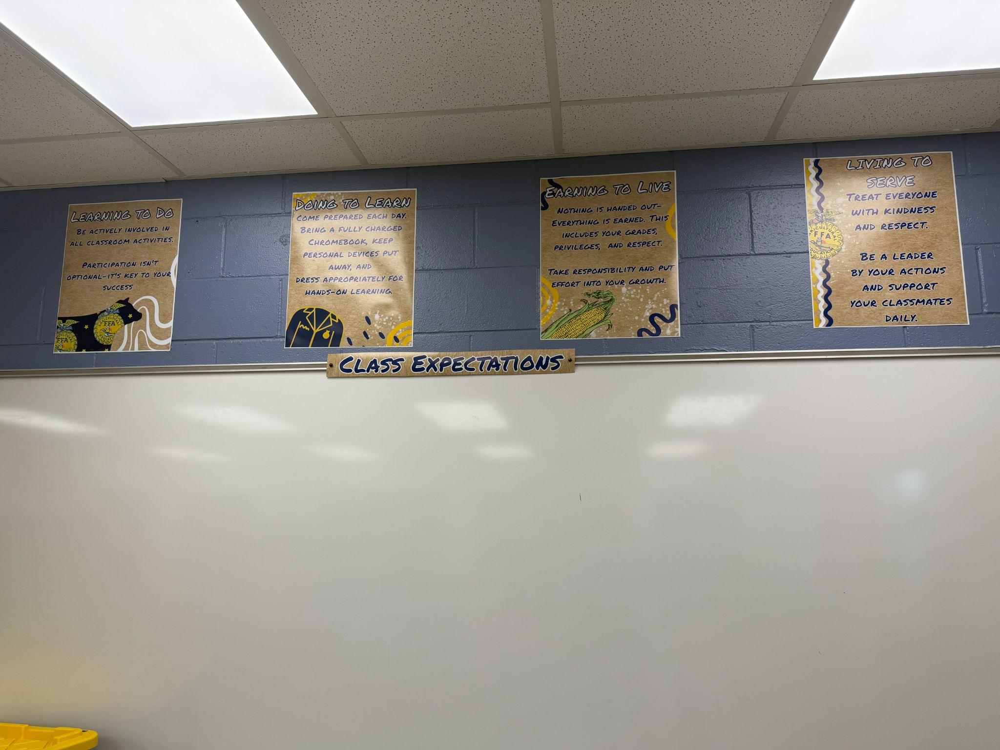 LEARNING TO DO
BE ACTIVELY INVOLVED IN
ALL CLASSROOM ACTIVITIES.
PARTICIPATION ISN'T
OPTIONAL-IT'S KEY TO YOUR
SUCCESS
FFA
AGRICULTURAL
FFA
DOING TO LEARN
COME PREPARED EACH DAY.
BRING A FULLY CHARGED
CHROMEBOOK, KEEP
PERSONAL DEVICES PUT
AWAY, AND
DRESS APPROPRIATELY FOR
HANDS-ON LEARNING.
EARNING TO LIVE
NOTHING IS HANDED OUT-
EVERYTHING IS EARNED. THIS
INCLUDES YOUR GRADES,
PRIVILEGES, AND RESPECT.
TAKE RESPONSIBILITY AND PUT
EFFORT INTO YOUR GROWTH.
LIVING TO
SERVE
TREAT EVERYONE
WITH KINDNESS
AND RESPECT.
BE A LEADER
BY YOUR ACTIONS
AND SUPPORT
YOUR CLASSMATES
DAILY.
AGRICULTURAL
FFA
EDUCATION
CLASS EXPECTATIONS